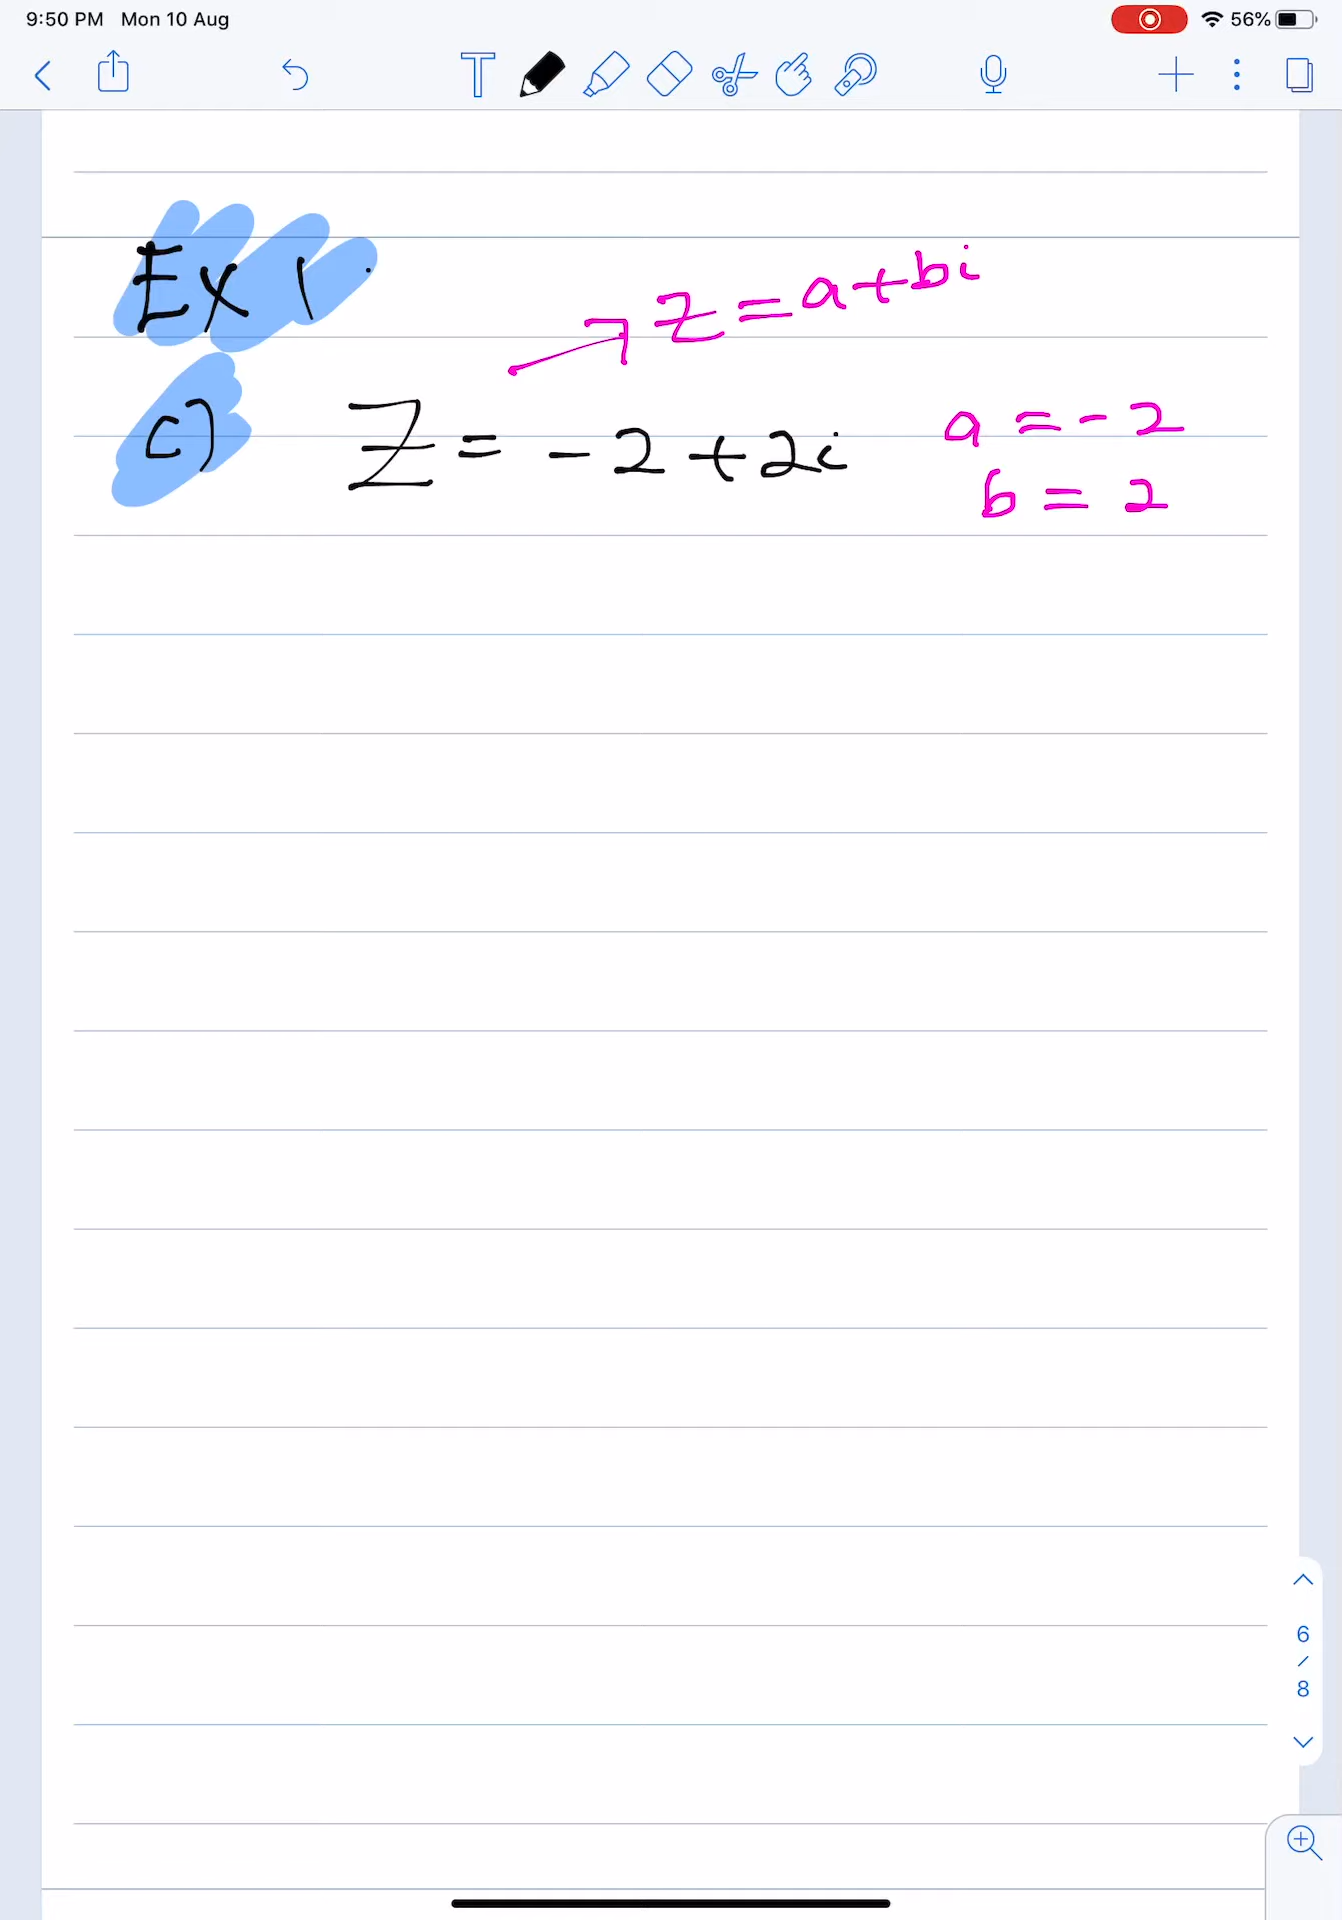 9:50 PM Mon 10 Aug 56%
T
Ex 1.
z = a + bi
c) Z = -2 + 2i
a = -2
b = 2
6
/
8